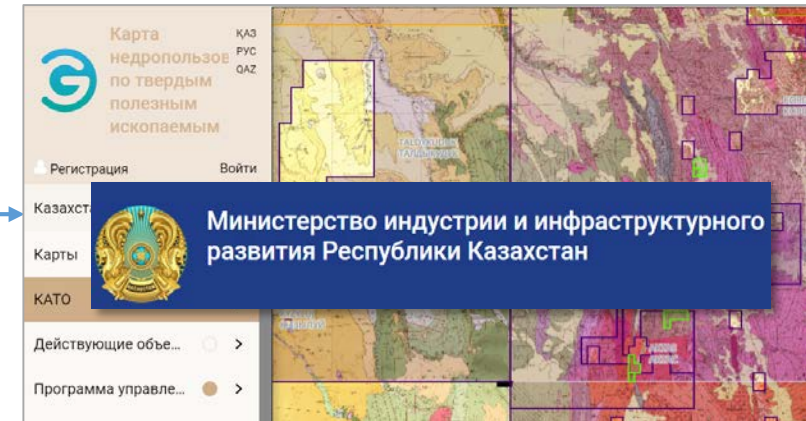 Карта
недропользов
по твердым
полезным
ископаемым
ҚАЗ
РУС
QAZ
Регистрация
Войти
Казахст
Министерство индустрии и инфраструктурного
развития Республики Казахстан
Карты
КАТО
Действующие объе...
Программа управле...